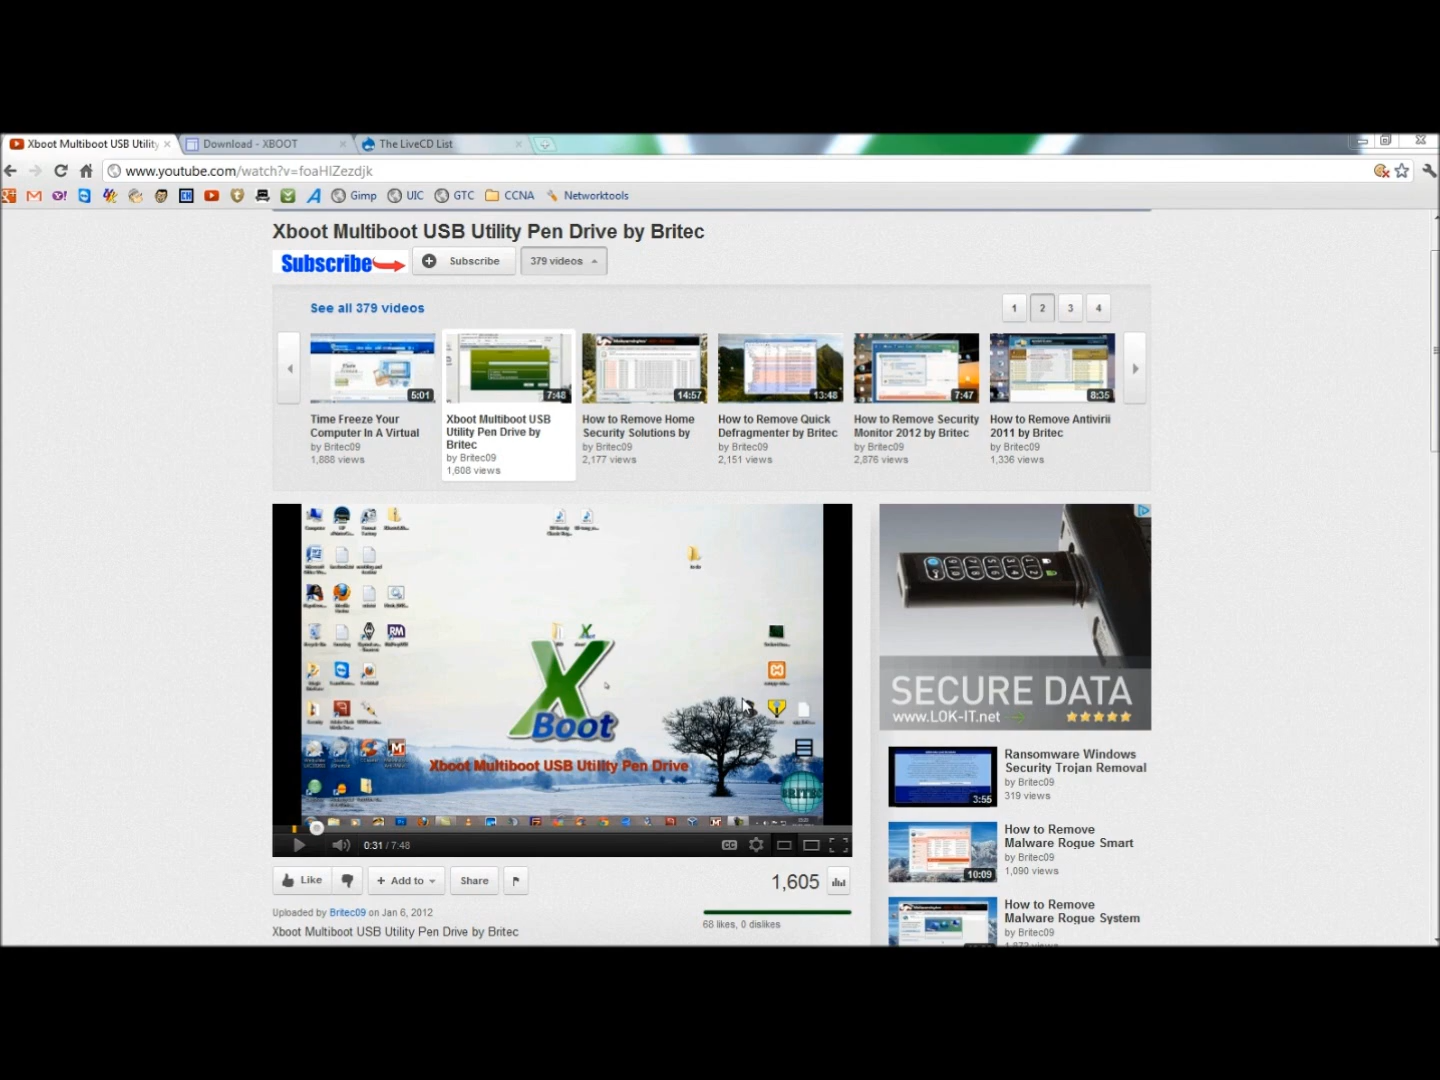 Xboot Multiboot USB Utility
Download - XBOOT
The LiveCD List
www.youtube.com/watch?v=foaHIZezdjk
Gimp
UIC
GTC
CCNA
Networktools
Xboot Multiboot USB Utility Pen Drive by Britec
Subscribe
Subscribe
379 videos
See all 379 videos
1
2
3
4
5:01
7:48
14:57
13:48
7:47
8:35
Time Freeze Your
Computer In A Virtual
by Britec09
1,888 views
Xboot Multiboot USB
Utility Pen Drive by
Britec
by Britec09
1,608 views
How to Remove Home
Security Solutions by
by Britec09
2,177 views
How to Remove Quick
Defragmenter by Britec
by Britec09
2,151 views
How to Remove Security
Monitor 2012 by Britec
by Britec09
2,876 views
How to Remove Antivirii
2011 by Britec
by Britec09
1,336 views
X
Boot
Xboot Multiboot USB Utility Pen Drive
0:31 / 7:48
CC
SECURE DATA
www.LOK-IT.net
Ransomware Windows
Security Trojan Removal
by Britec09
319 views
3:55
How to Remove
Malware Rogue Smart
by Britec09
1,090 views
10:09
How to Remove
Malware Rogue System
by Britec09
Like
Add to
Share
1,605
Uploaded by Britec09 on Jan 6, 2012
68 likes, 0 dislikes
Xboot Multiboot USB Utility Pen Drive by Britec